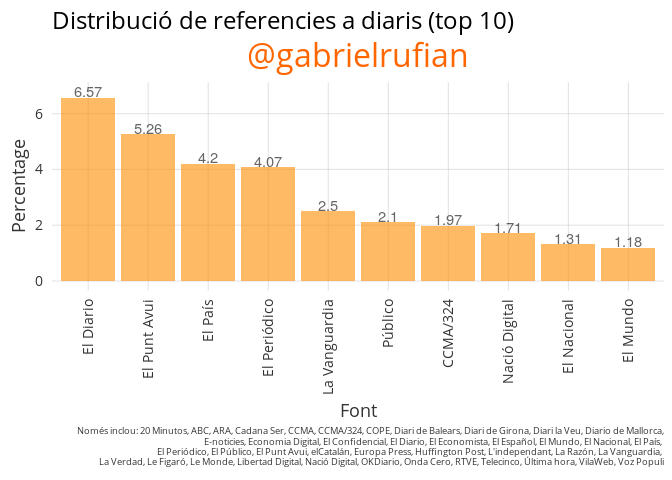 Distribució de referencies a diaris (top 10)
@gabrielrufian
Percentage
6
4
2
0
6.57
5.26
4.2
4.07
2.5
2.1
1.97
1.71
1.31
1.18
El Diario
El Punt Avui
El País
El Periódico
La Vanguardia
Público
CCMA/324
Nació Digital
El Nacional
El Mundo
Font
Només inclou: 20 Minutos, ABC, ARA, Cadana Ser, CCMA, CCMA/324, COPE, Diari de Balears, Diari de Girona, Diari la Veu, Diario de Mallorca,
E-noticies, Economia Digital, El Confidencial, El Diario, El Economista, El Español, El Mundo, El Nacional, El País,
El Periódico, El Público, El Punt Avui, elCatalán, Europa Press, Huffington Post, L'independant, La Razón, La Vanguardia,
La Verdad, Le Figaró, Le Monde, Libertad Digital, Nació Digital, OKDiario, Onda Cero, RTVE, Telecinco, Última hora, VilaWeb, Voz Populi